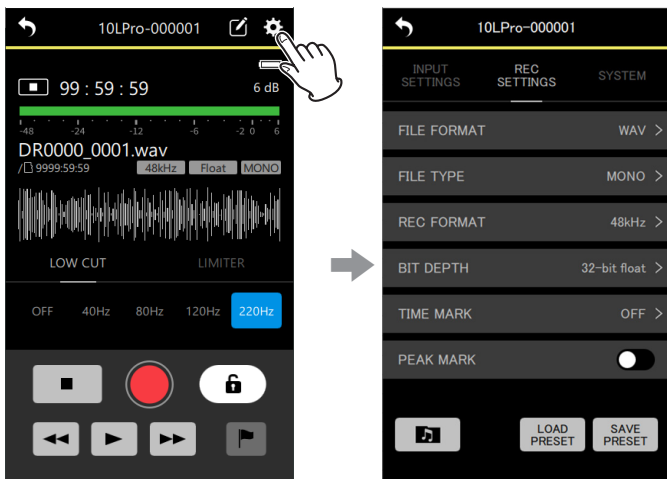 10LPro-000001
99 : 59 : 59
6 dB
-48 -24 -12 -6 -2 0 6
DR0000_0001.wav
/ 9999:59:59 48kHz Float MONO
LOW CUT LIMITER
OFF 40Hz 80Hz 120Hz 220Hz
10LPro-000001
INPUT
SETTINGS
REC
SETTINGS
SYSTEM
FILE FORMAT WAV >
FILE TYPE MONO >
REC FORMAT 48kHz >
BIT DEPTH 32-bit float >
TIME MARK OFF >
PEAK MARK
LOAD
PRESET
SAVE
PRESET